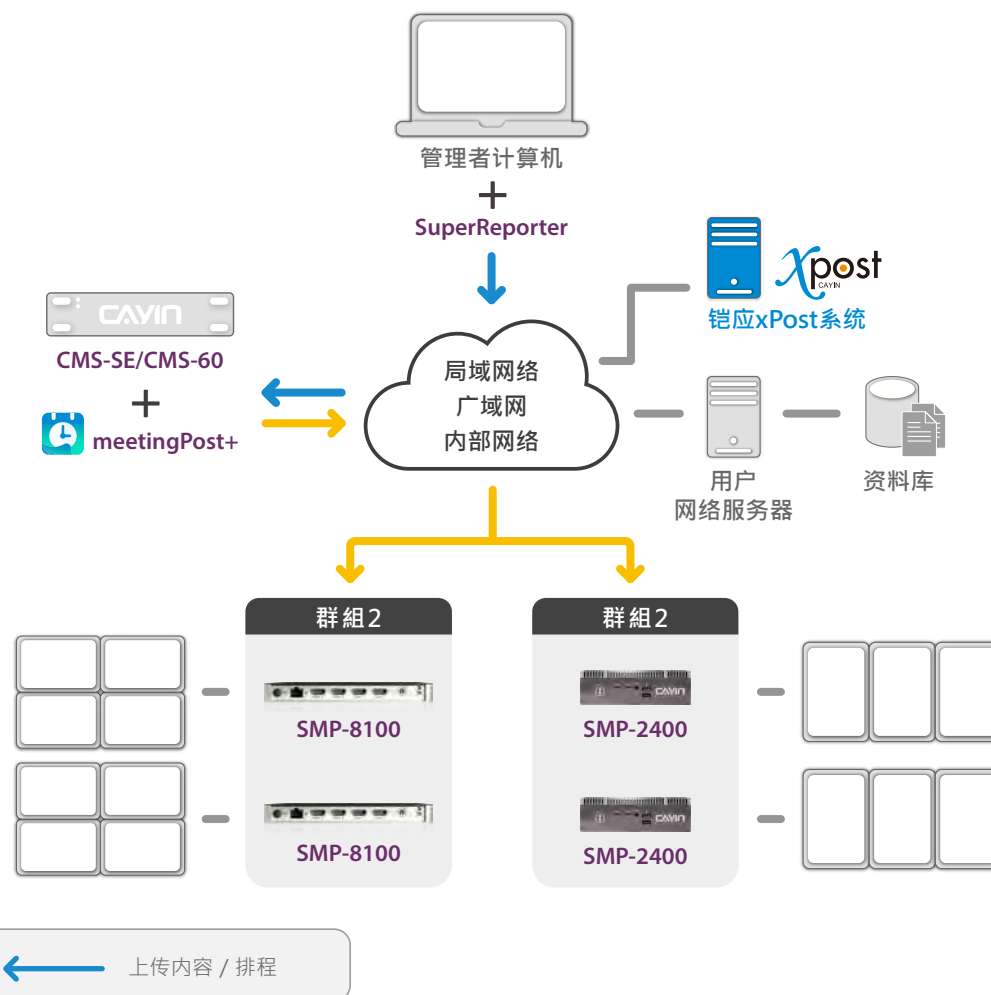 管理者计算机
+
SuperReporter
Xpost
CAYIN
铠应xPost系统
CAYIN
CMS-SE/CMS-60
+
meetingPost+
局域网络
广域网
内部网络
用户
网络服务器
资料库
群組2
SMP-8100
SMP-8100
群組2
CAYIN
SMP-2400
CAYIN
SMP-2400
上传内容 / 排程